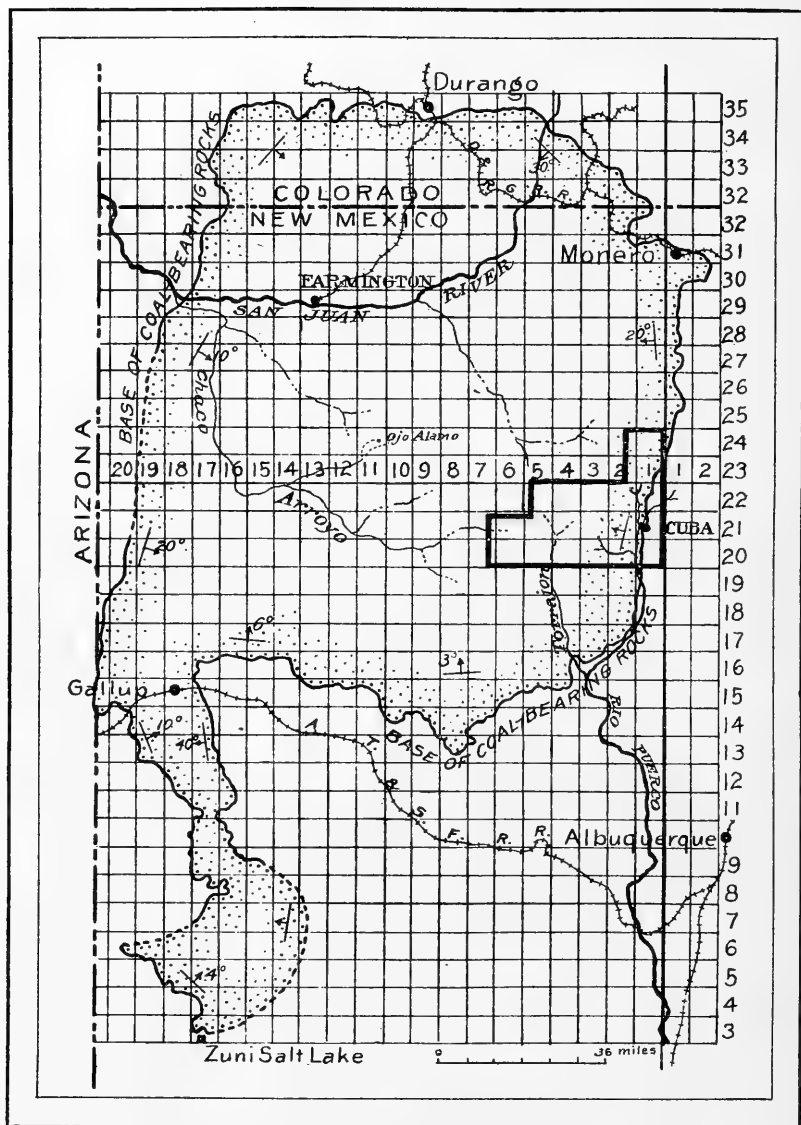 Durango
35
34
33
32
32
31
30
29
28
27
26
25
24
23
22
21
20
19
18
17
16
15
14
13
12
11
9
8
7
6
5
4
3
BASE OF COAL BEARING ROCKS
D. & R. G. R. R.
30°
COLORADO
NEW MEXICO
Monero
FARMINGTON
SAN JUAN RIVER
20°
10°
Chaco
Arroyo
Ojo Alamo
ARIZONA
20 19 18 17 16 15 14 13 12 11 10 9 8 7 6 5 4 3 2 1 1 2
CUBA
20°
6°
3°
Torreon
Gallup
10°
40°
BASE OF COAL BEARING ROCKS
RIO PUERCO
A. T. & S. F. R. R.
Albuquerque
4°
Zuni Salt Lake
0 36 miles